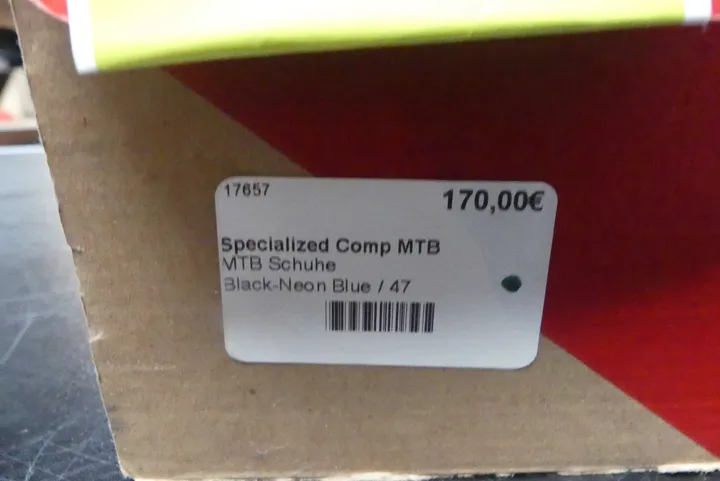 17657
170,00€
Specialized Comp MTB
MTB Schuhe
Black-Neon Blue / 47